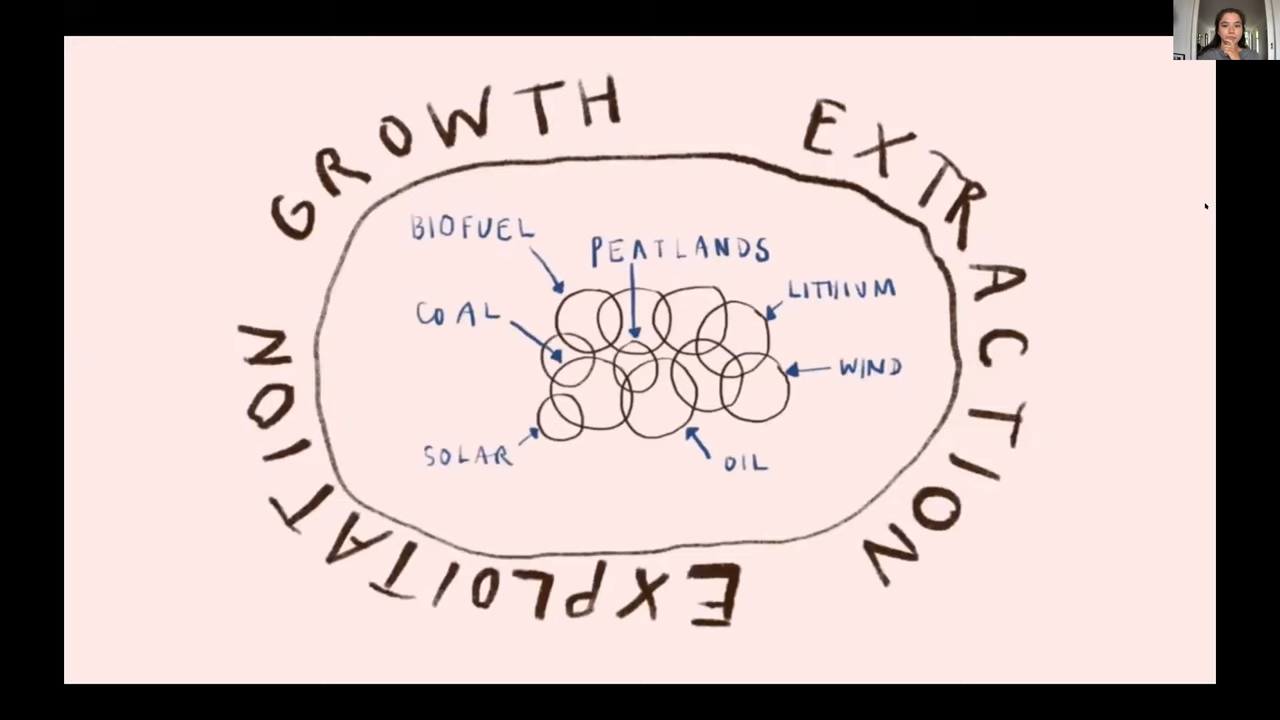 GROWTH
EXTRACTION
BIOFUEL
PEATLANDS
LITHIUM
COAL
WIND
SOLAR
OIL
EXPLOITATION